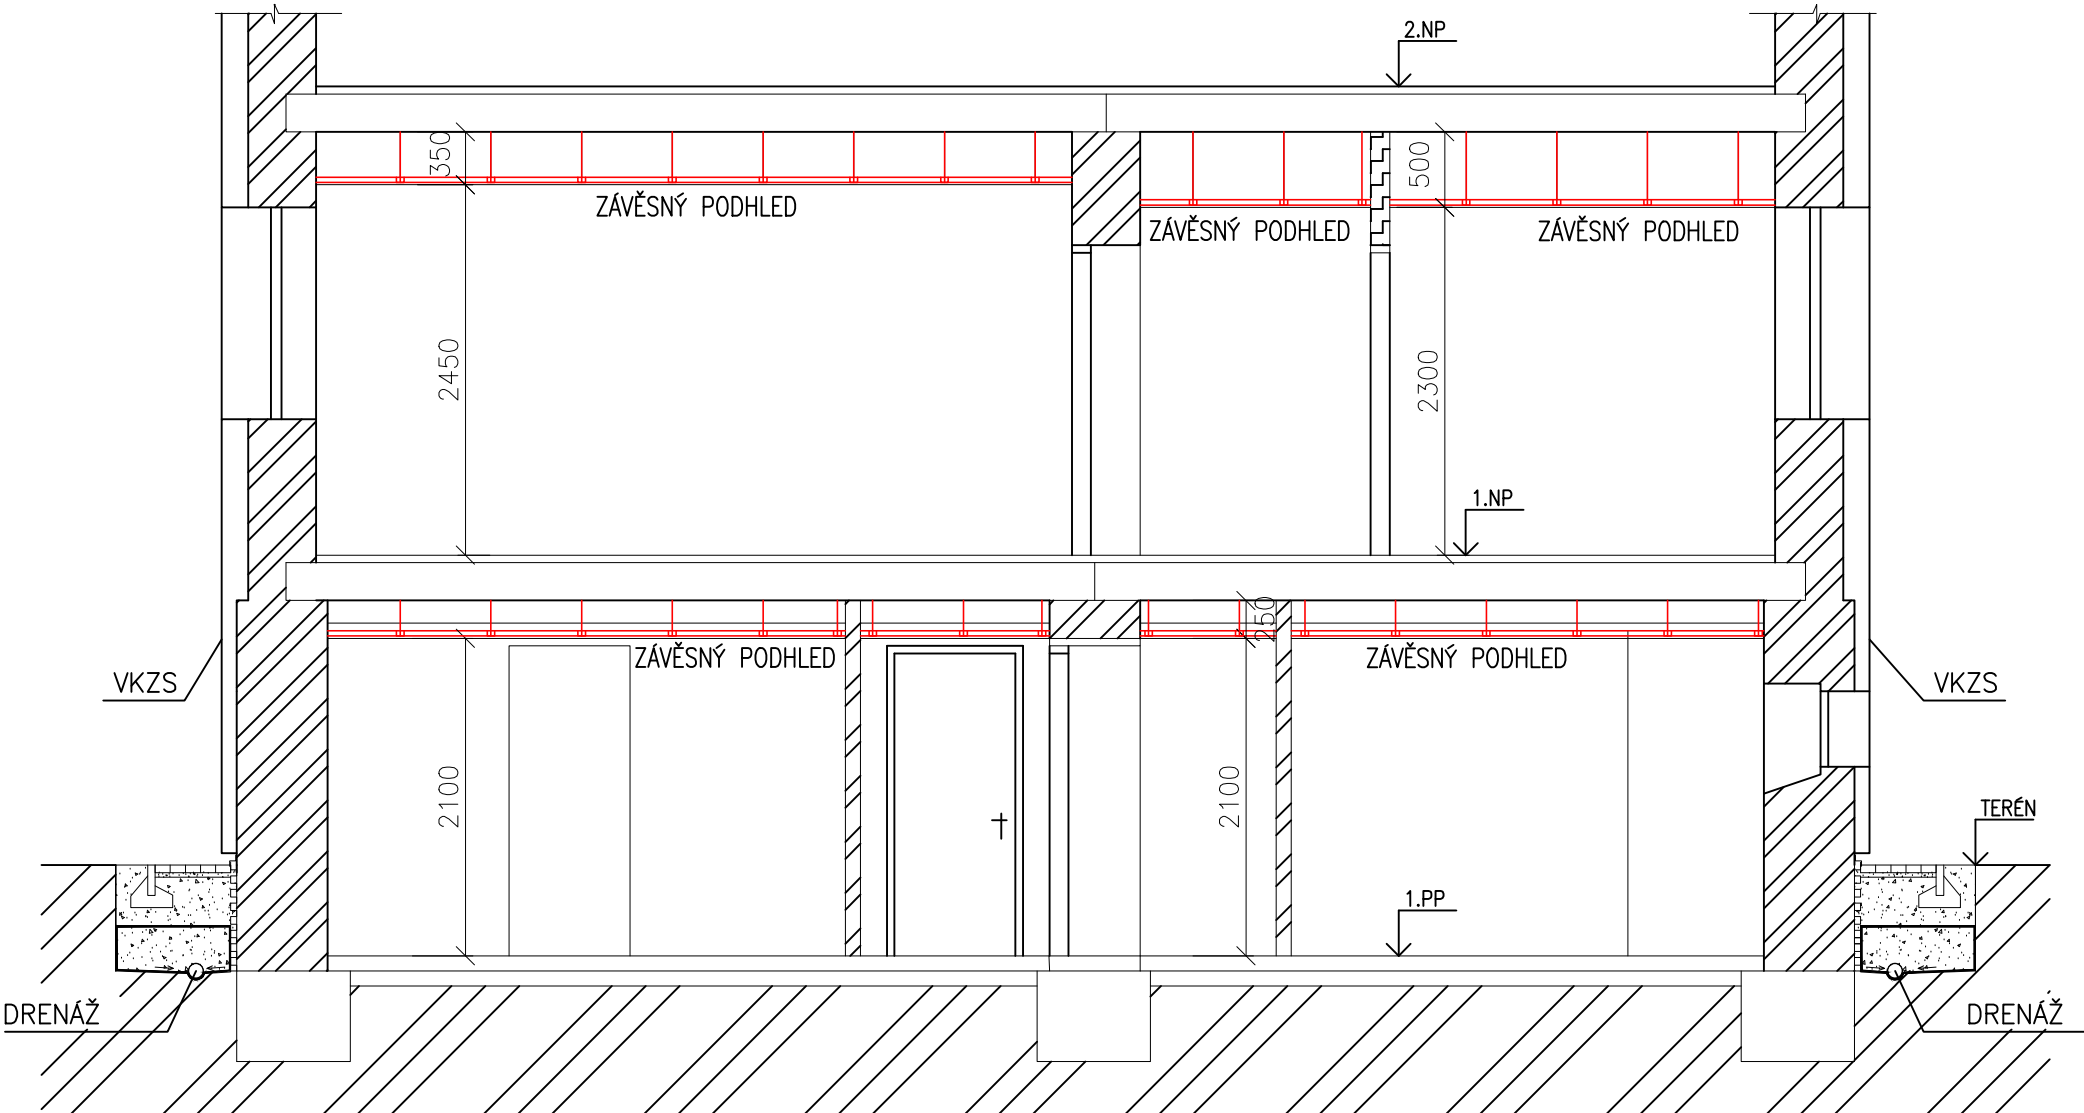 2.NP
350
500
ZÁVĚSNÝ PODHLED
ZÁVĚSNÝ PODHLED
ZÁVĚSNÝ PODHLED
2450
2300
1.NP
250
ZÁVĚSNÝ PODHLED
ZÁVĚSNÝ PODHLED
VKZS
VKZS
2100
2100
TERÉN
1.PP
DRENÁŽ
DRENÁŽ